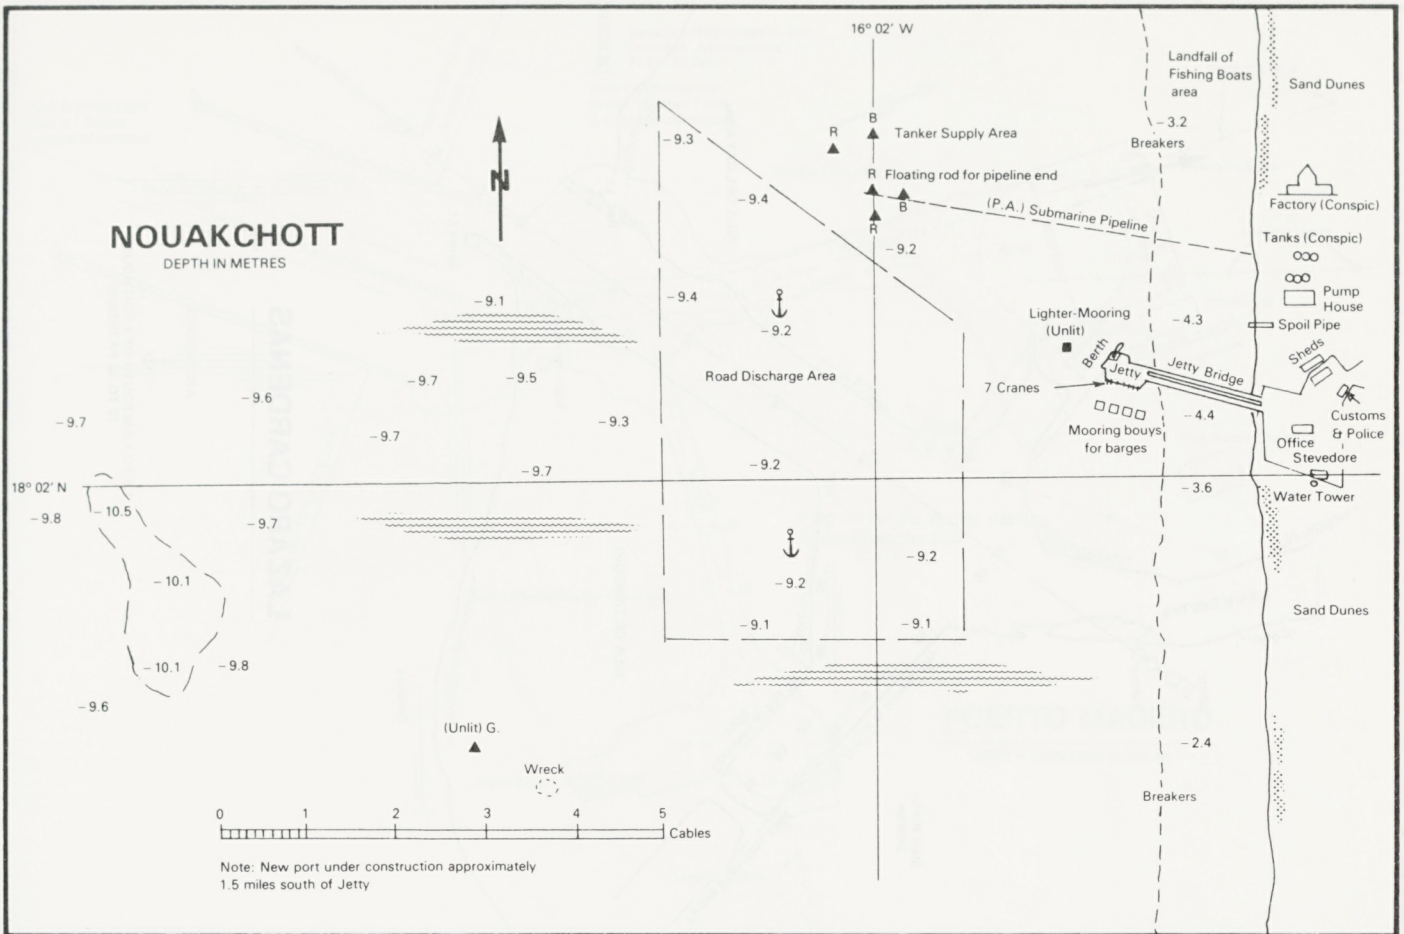 16° 02' W
Landfall of
Fishing Boats
area
Sand Dunes
-3.2
Breakers
B
R
Tanker Supply Area
-9.3
R
Floating rod for pipeline end
B
R
(P.A.) Submarine Pipeline
Factory (Conspic)
N
-9.4
NOUAKCHOTT
DEPTH IN METRES
-9.2
Tanks (Conspic)
Pump
House
-9.1
-9.4
-9.2
Lighter-Mooring
(Unlit)
-4.3
Spoil Pipe
Berth
Jetty
Jetty Bridge
Sheds
-9.7
-9.5
Road Discharge Area
7 Cranes
-9.6
-9.7
-9.7
-9.3
Mooring bouys
for barges
-4.4
Customs
& Police
Office
Stevedore
-9.7
-9.2
18° 02' N
-3.6
Water Tower
-9.8
-10.5
-9.7
-10.1
-9.2
-9.2
Sand Dunes
-9.1
-9.1
-10.1
-9.8
-9.6
(Unlit) G.
Wreck
-2.4
Breakers
0 1 2 3 4 5
Cables
Note: New port under construction approximately
1.5 miles south of Jetty